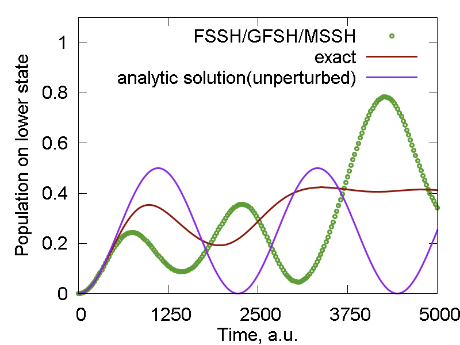 FSSH/GFSH/MSSH
exact
analytic solution(unperturbed)
Population on lower state
1
0.8
0.6
0.4
0.2
0
0 1250 2500 3750 5000
Time, a.u.